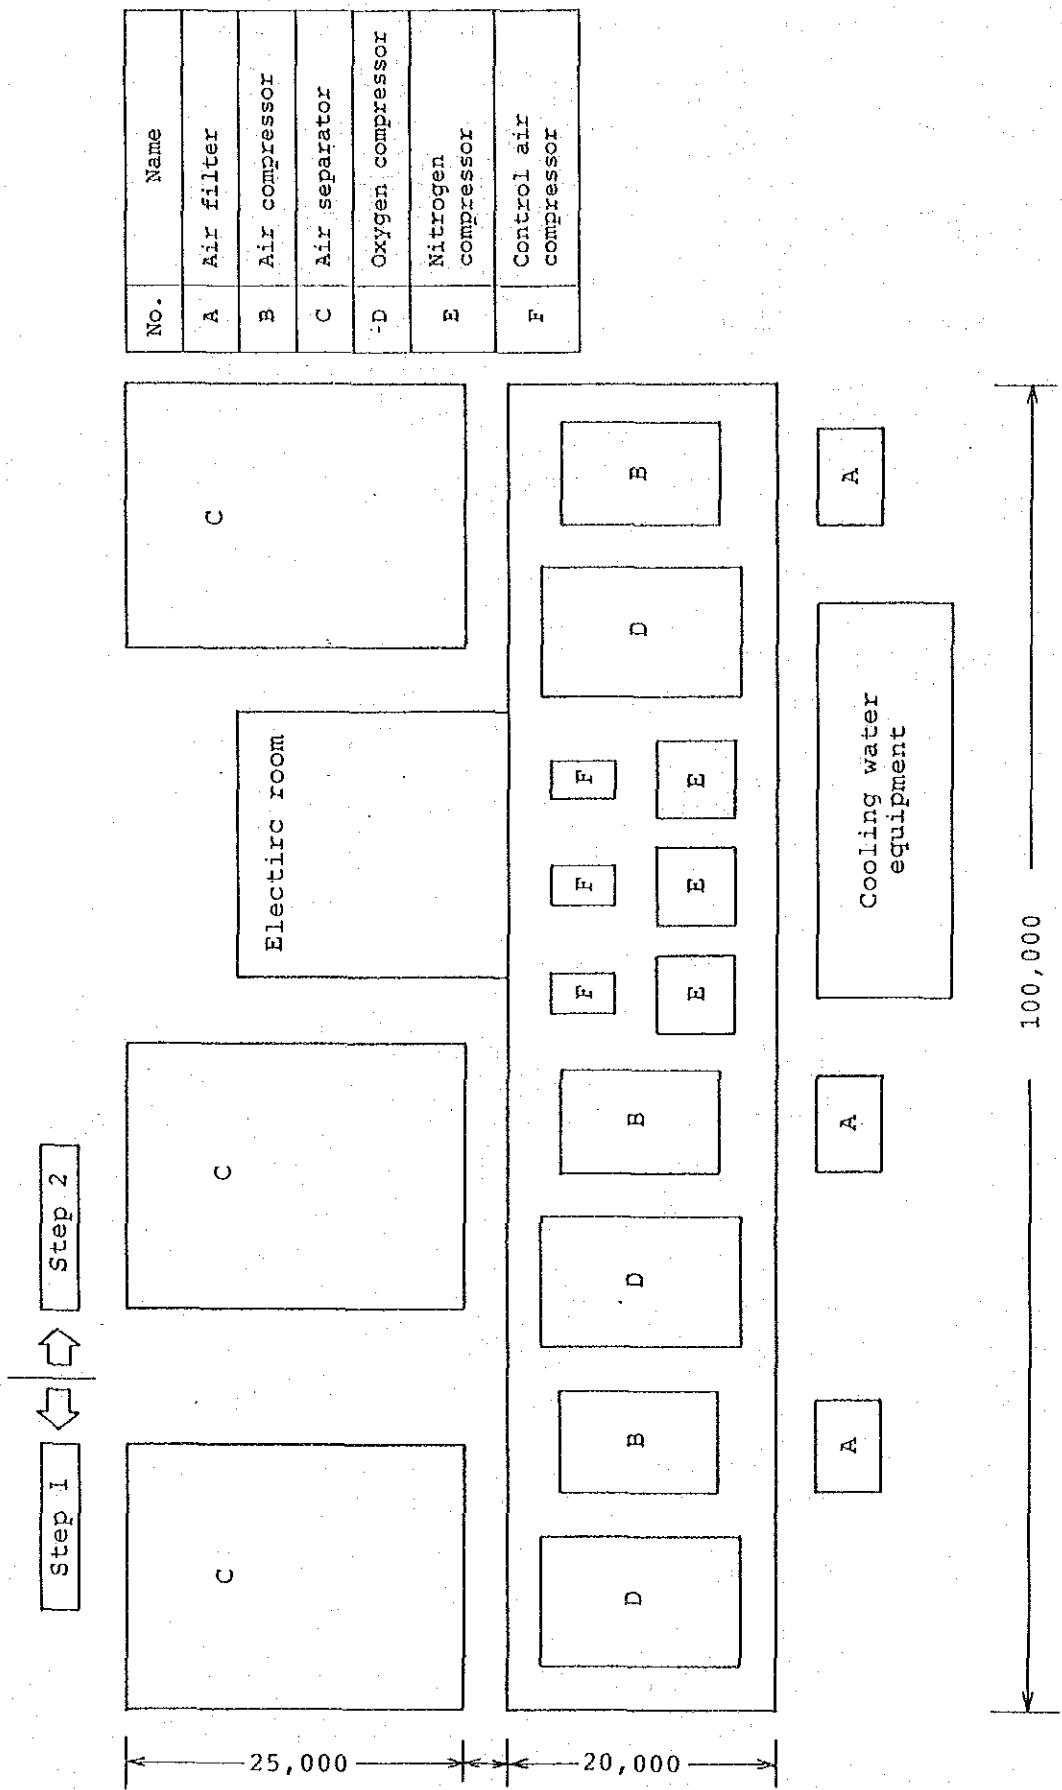 Step 1
Step 2
C
C
C
Electirc room
No. Name
A Air filter
B Air compressor
C Air separator
D Oxygen compressor
E Nitrogen
compressor
F Control air
compressor
25,000
D
B
D
B
F
F
F
D
B
E
E
E
20,000
A
A
Cooling water
equipment
A
100,000